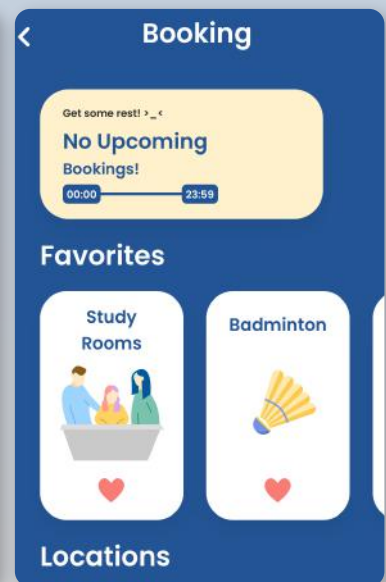 Booking
Get some rest! >_<
No Upcoming
Bookings!
00:00 23:59
Favorites
Study
Rooms
Badminton
Locations